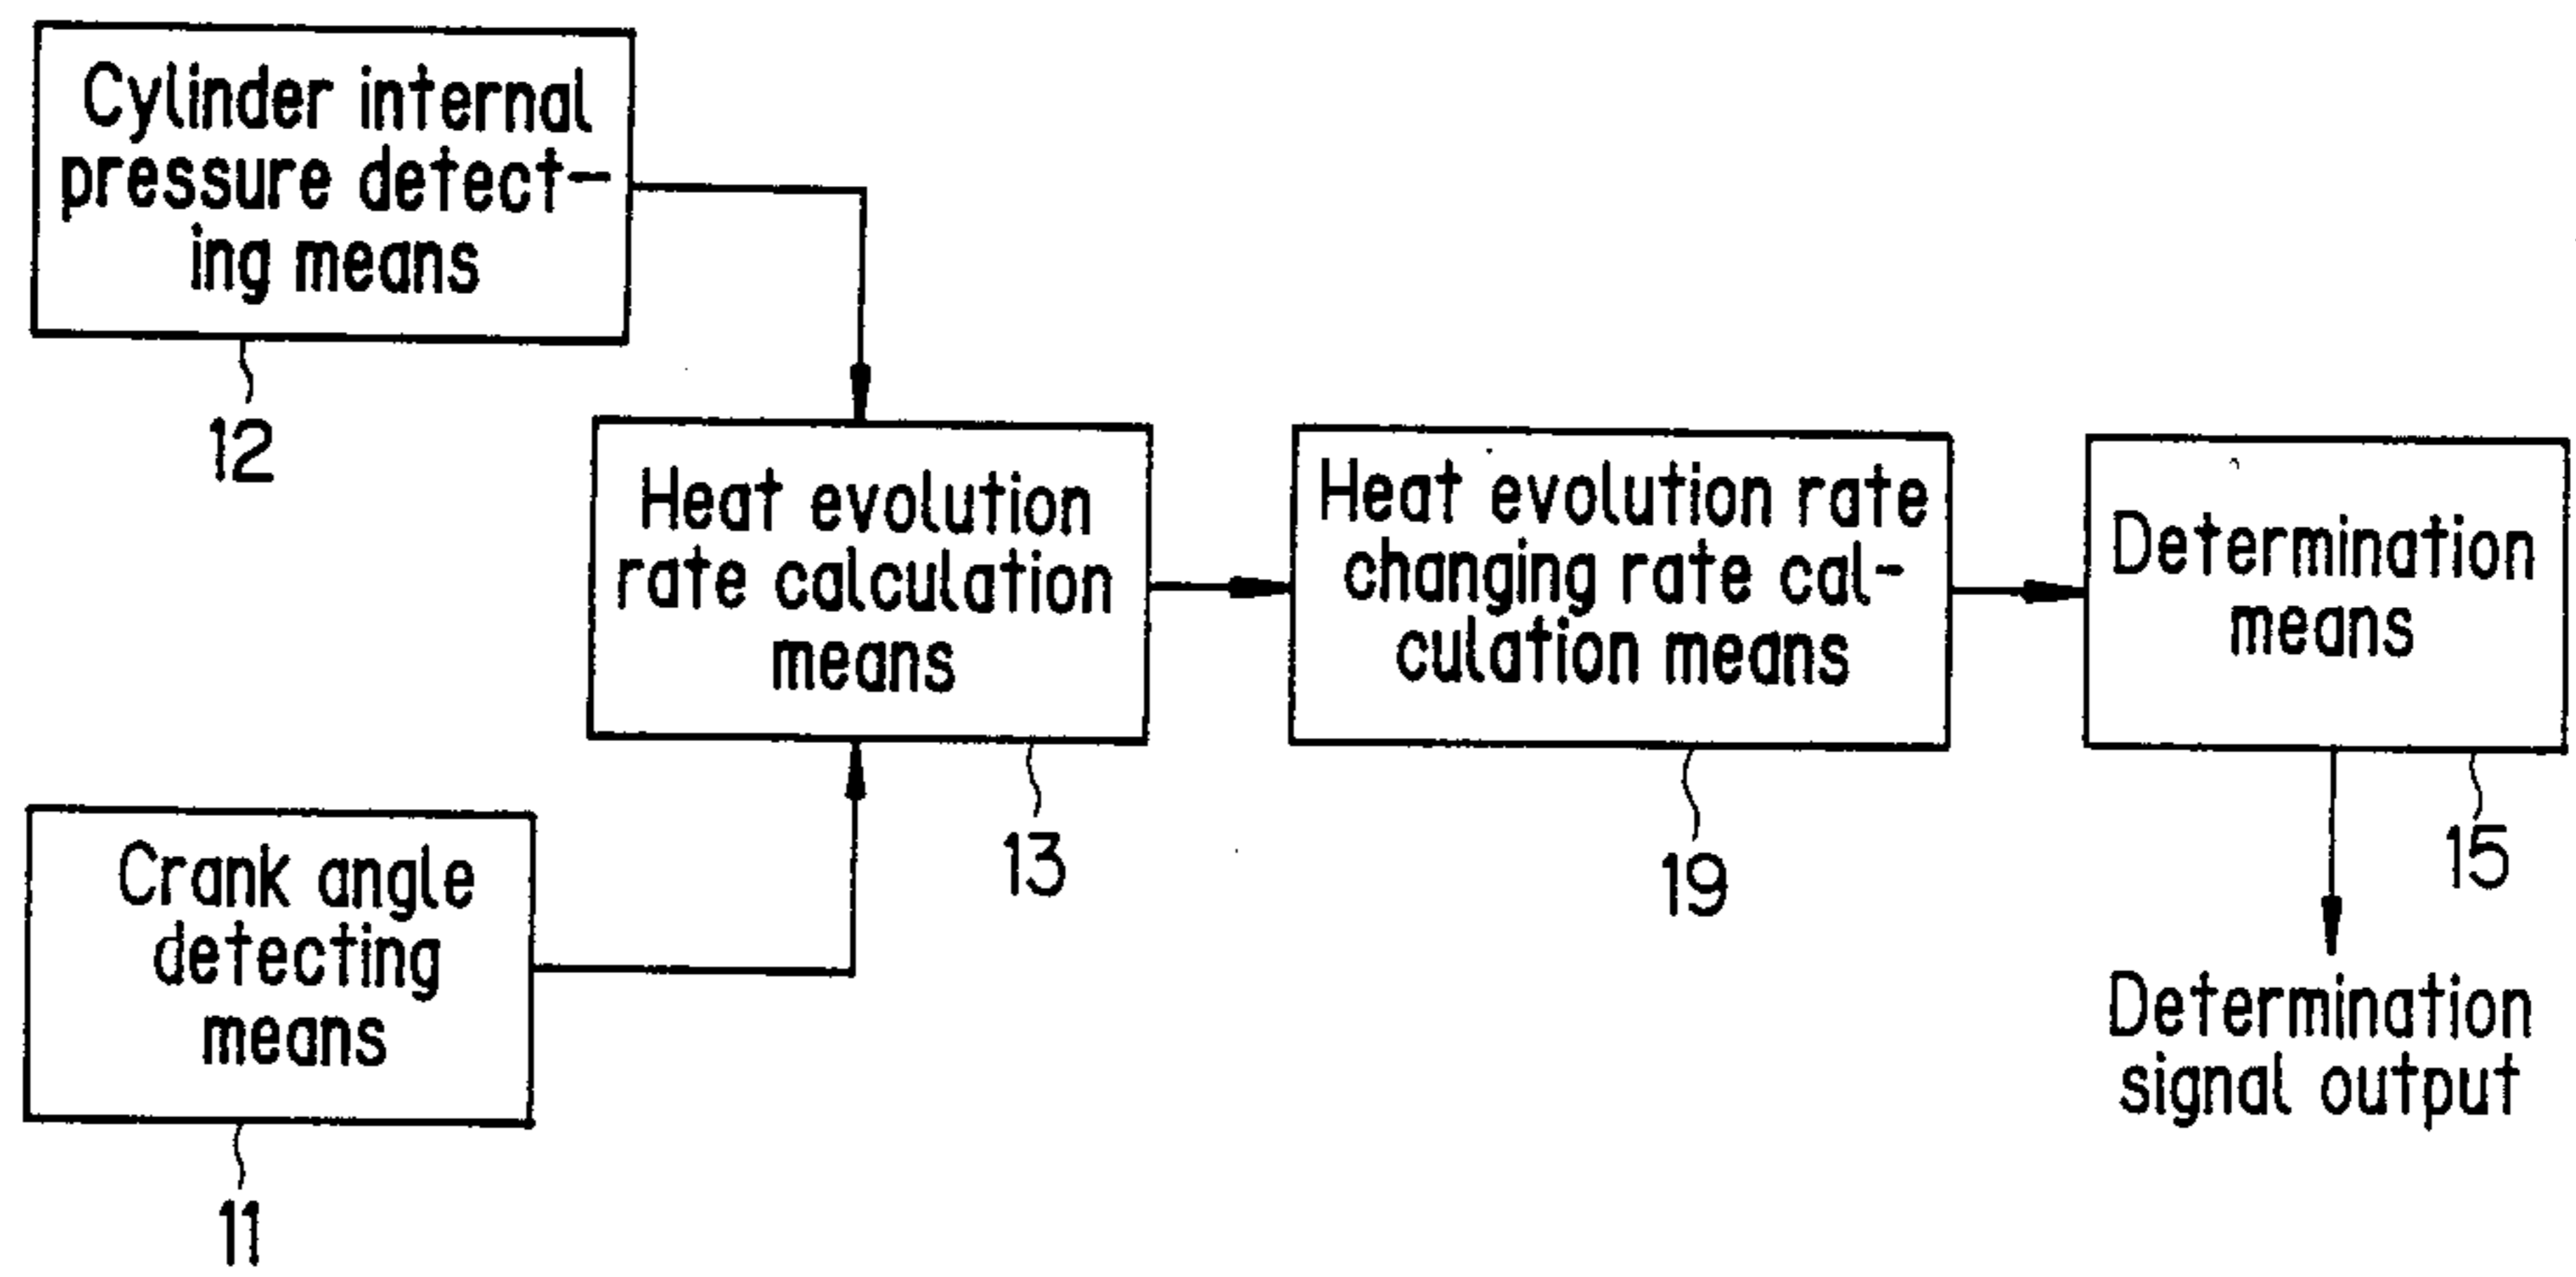 Cylinder internal
pressure detect-
ing means
12
Heat evolution
rate calculation
means
13
Heat evolution rate
changing rate cal-
culation means
19
Determination
means
15
Crank angle
detecting
means
11
Determination
signal output